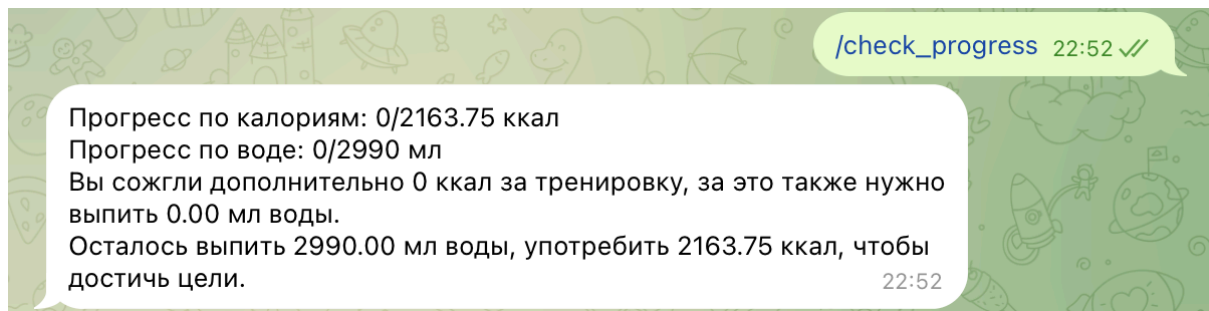 /check_progress 22:52
Прогресс по калориям: 0/2163.75 ккал
Прогресс по воде: 0/2990 мл
Вы сожгли дополнительно 0 ккал за тренировку, за это также нужно
выпить 0.00 мл воды.
Осталось выпить 2990.00 мл воды, употребить 2163.75 ккал, чтобы
достичь цели.
22:52